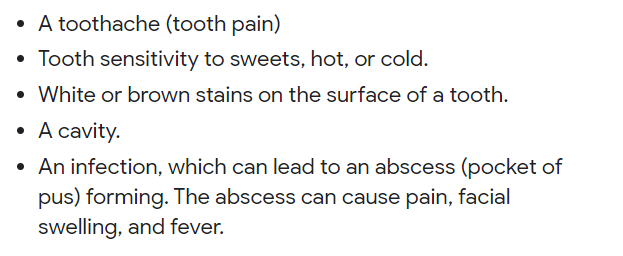 • A toothache (tooth pain)
• Tooth sensitivity to sweets, hot, or cold.
• White or brown stains on the surface of a tooth.
• A cavity.
• An infection, which can lead to an abscess (pocket of
pus) forming. The abscess can cause pain, facial
swelling, and fever.